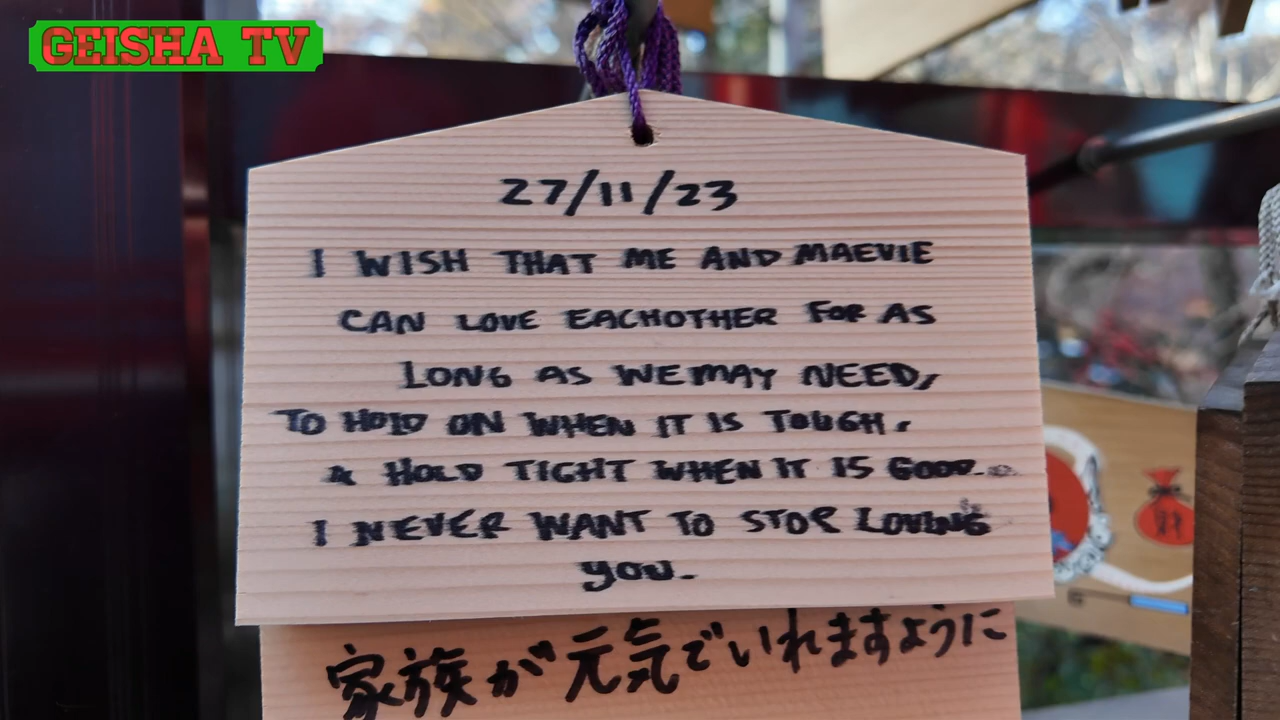 GEISHA TV
27/11/23
I WISH THAT ME AND MAEVIE
CAN LOVE EACHOTHER FOR AS
LONG AS WE MAY NEED,
TO HOLD ON WHEN IT IS TOUGH,
& HOLD TIGHT WHEN IT IS GOOD.
I NEVER WANT TO STOP LOVING
YOU.
家族が元気でいれますように